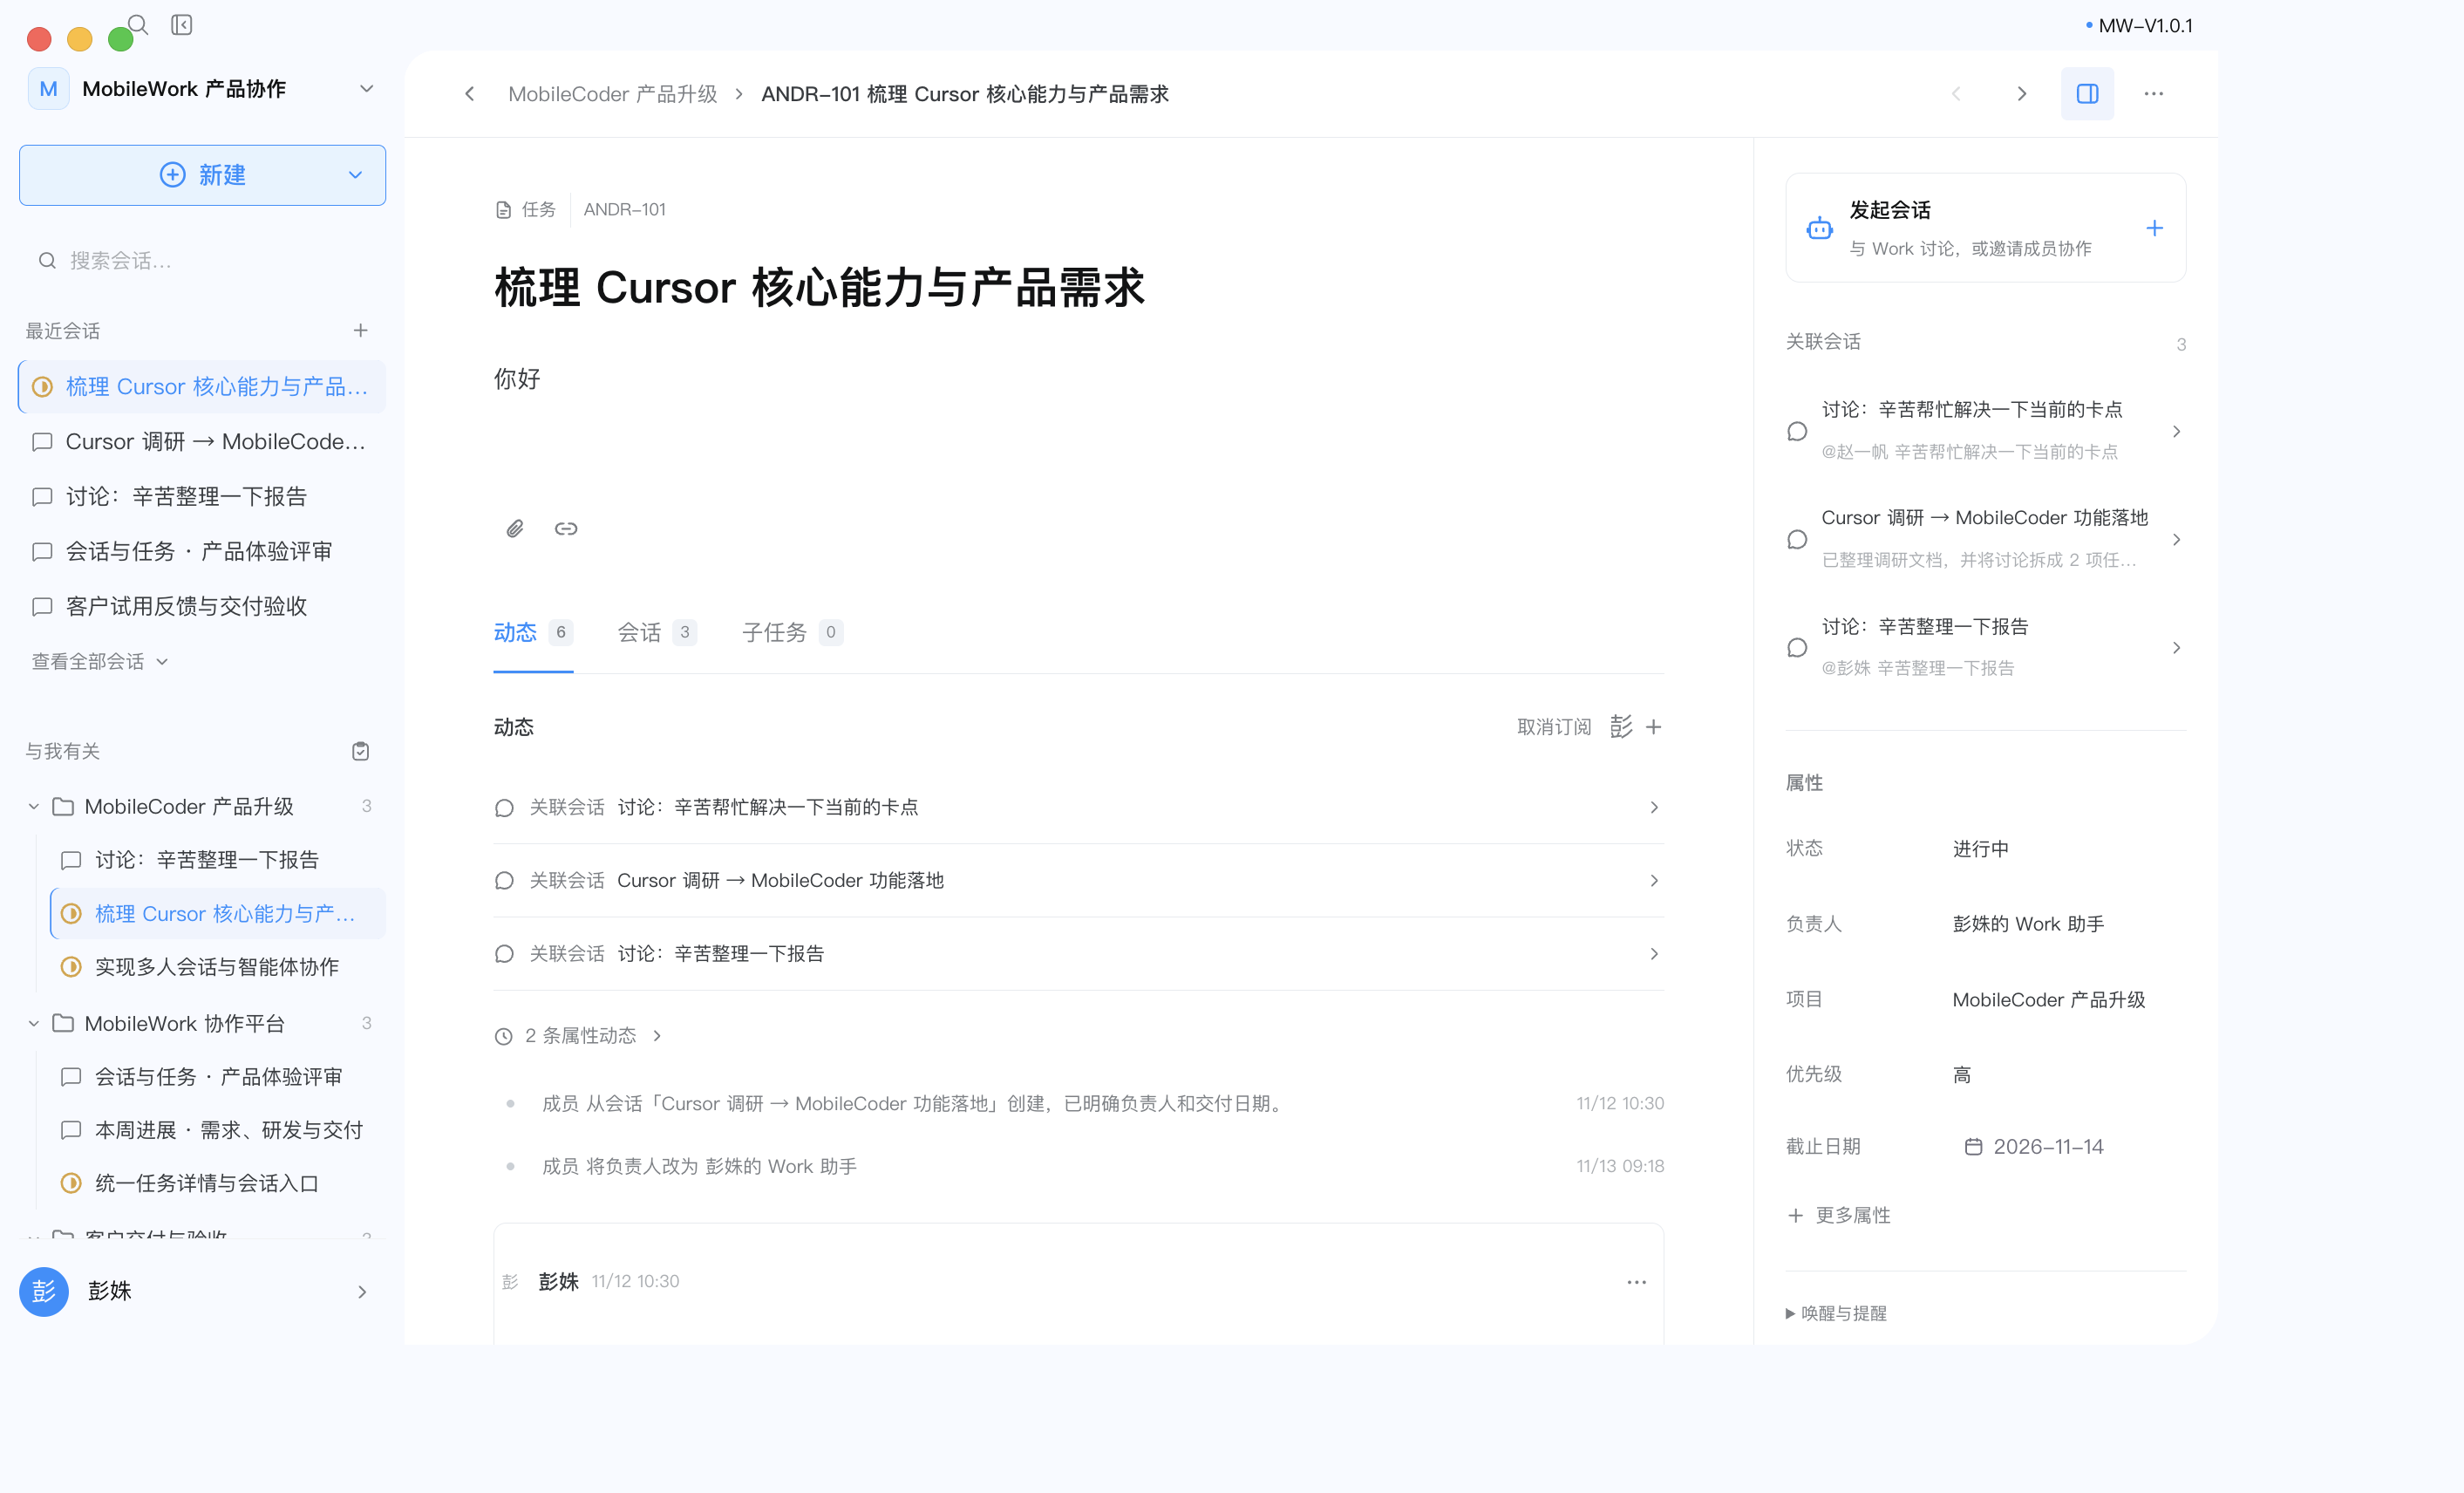 MW-V1.0.1
M MobileWork 产品协作
新建
搜索会话...
最近会话
梳理 Cursor 核心能力与产品...
Cursor 调研 → MobileCode...
讨论：辛苦整理一下报告
会话与任务 · 产品体验评审
客户试用反馈与交付验收
查看全部会话
与我有关
MobileCoder 产品升级 3
讨论：辛苦整理一下报告
梳理 Cursor 核心能力与产...
实现多人会话与智能体协作
MobileWork 协作平台 3
会话与任务 · 产品体验评审
本周进展 · 需求、研发与交付
统一任务详情与会话入口
客户交付与验收
彭 彭姝
MobileCoder 产品升级 > ANDR-101 梳理 Cursor 核心能力与产品需求
任务 ANDR-101
梳理 Cursor 核心能力与产品需求
你好
动态 6 会话 3 子任务 0
动态 取消订阅 彭
关联会话 讨论：辛苦帮忙解决一下当前的卡点
关联会话 Cursor 调研 → MobileCoder 功能落地
关联会话 讨论：辛苦整理一下报告
2 条属性动态
成员 从会话「Cursor 调研 → MobileCoder 功能落地」创建，已明确负责人和交付日期。 11/12 10:30
成员 将负责人改为 彭姝的 Work 助手 11/13 09:18
彭 彭姝 11/12 10:30
发起会话
与 Work 讨论，或邀请成员协作
关联会话 3
讨论：辛苦帮忙解决一下当前的卡点
@赵一帆 辛苦帮忙解决一下当前的卡点
Cursor 调研 → MobileCoder 功能落地
已整理调研文档，并将讨论拆成 2 项任...
讨论：辛苦整理一下报告
@彭姝 辛苦整理一下报告
属性
状态 进行中
负责人 彭姝的 Work 助手
项目 MobileCoder 产品升级
优先级 高
截止日期 2026-11-14
更多属性
唤醒与提醒